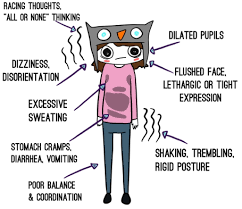 RACING THOUGHTS,
"ALL OR NONE" THINKING
DILATED PUPILS
DIZZINESS,
DISORIENTATION
FLUSHED FACE,
LETHARGIC OR TIGHT
EXPRESSION
EXCESSIVE
SWEATING
STOMACH CRAMPS,
DIARRHEA, VOMITING
SHAKING, TREMBLING,
RIGID POSTURE
POOR BALANCE
& COORDINATION